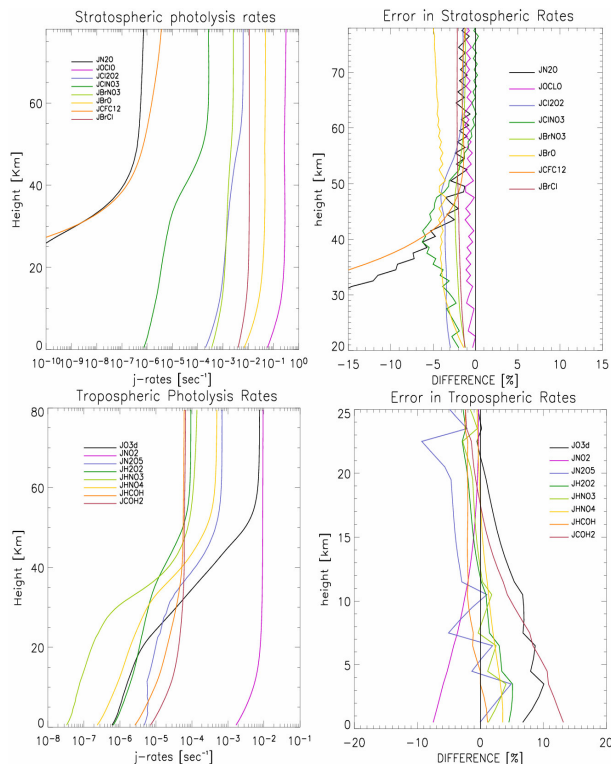 Stratospheric photolysis rates
Height [Km]
80
60
40
20
0
JN2O
JOClO
JCl2O2
JClNO3
JBrNO3
JBrO
JCFC12
JBrCl
10⁻¹⁰ 10⁻⁹ 10⁻⁸ 10⁻⁷ 10⁻⁶ 10⁻⁵ 10⁻⁴ 10⁻³ 10⁻² 10⁻¹ 10⁰
j-rates [sec⁻¹]
Error in Stratospheric Rates
height [Km]
70
60
50
40
30
20
JN2O
JOCLO
JCl2O2
JClNO3
JBrNO3
JBrO
JCFC12
JBrCl
-15 -10 -5 0 5 10 15
DIFFERENCE [%]
Tropospheric Photolysis Rates
Height [Km]
80
60
40
20
0
JO3d
JNO2
JN2O5
JH2O2
JHNO3
JHNO4
JHCOH
JCOH2
10⁻⁸ 10⁻⁷ 10⁻⁶ 10⁻⁵ 10⁻⁴ 10⁻³ 10⁻² 10⁻¹
j-rates [sec⁻¹]
Error in Tropospheric Rates
height [Km]
25
20
15
10
5
0
JO3d
JNO2
JN2O5
JH2O2
JHNO3
JHNO4
JHCOH
JCOH2
-20 -10 0 10 20
DIFFERENCE [%]